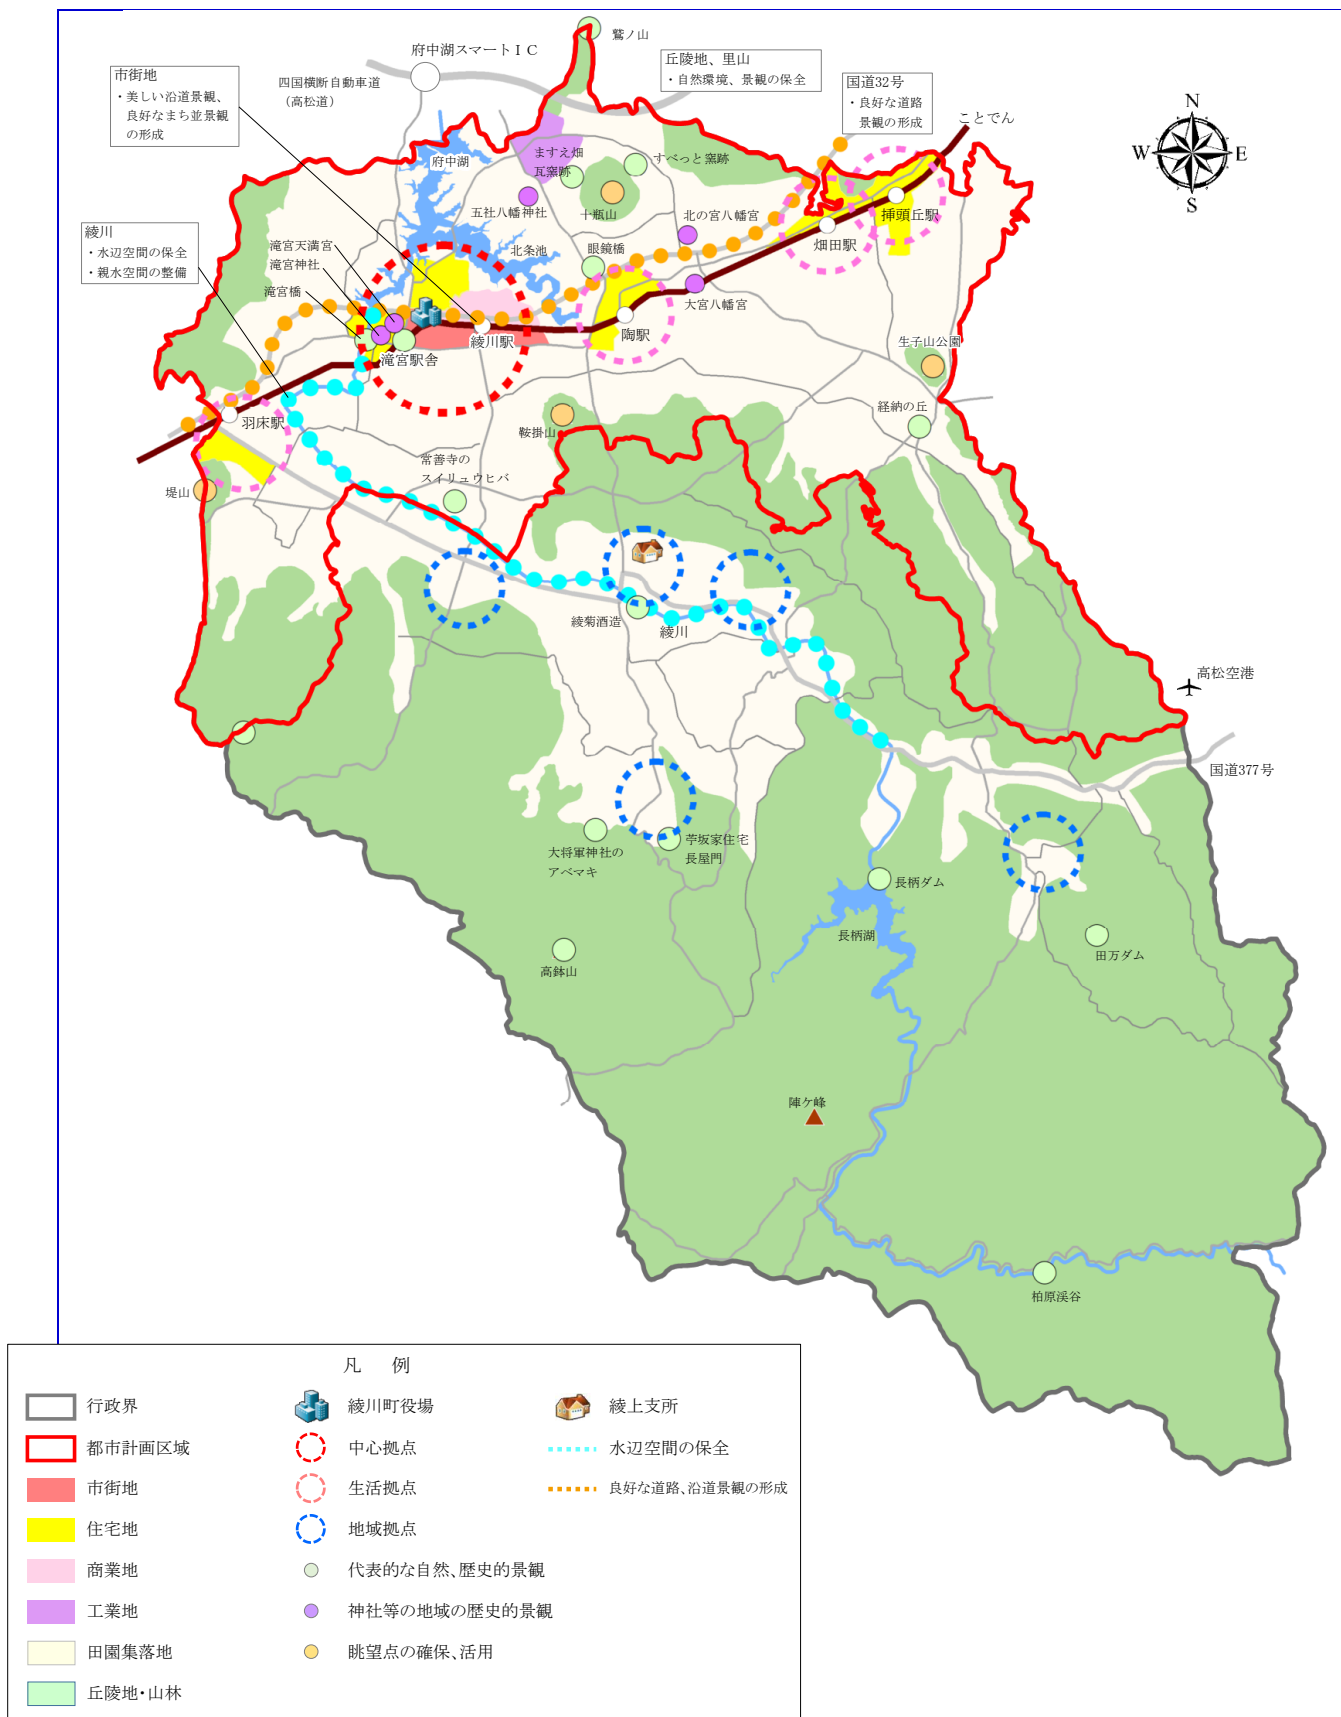 鷲ノ山
府中湖スマートＩＣ
四国横断自動車道
（高松道）
市街地
・美しい沿道景観、
良好なまち並景観
の形成
丘陵地、里山
・自然環境、景観の保全
国道32号
・良好な道路
景観の形成
ことでん
N
W
E
S
府中湖
ますえ畑
瓦窯跡
すべっと窯跡
十瓶山
五社八幡神社
北の宮八幡宮
挿頭丘駅
畑田駅
綾川
・水辺空間の保全
・親水空間の整備
滝宮天満宮
滝宮神社
滝宮橋
北条池
眼鏡橋
大宮八幡宮
綾川駅
陶駅
滝宮駅舎
生子山公園
羽床駅
鞍掛山
経納の丘
常善寺の
スイリュウヒバ
堤山
綾菊酒造
綾川
高松空港
国道377号
大将軍神社の
アベマキ
苧坂家住宅
長屋門
長柄ダム
長柄湖
田万ダム
高鉢山
陣ケ峰
柏原渓谷
凡　例
行政界
都市計画区域
市街地
住宅地
商業地
工業地
田園集落地
丘陵地・山林
綾川町役場
中心拠点
生活拠点
地域拠点
代表的な自然、歴史的景観
神社等の地域の歴史的景観
眺望点の確保、活用
綾上支所
水辺空間の保全
良好な道路、沿道景観の形成